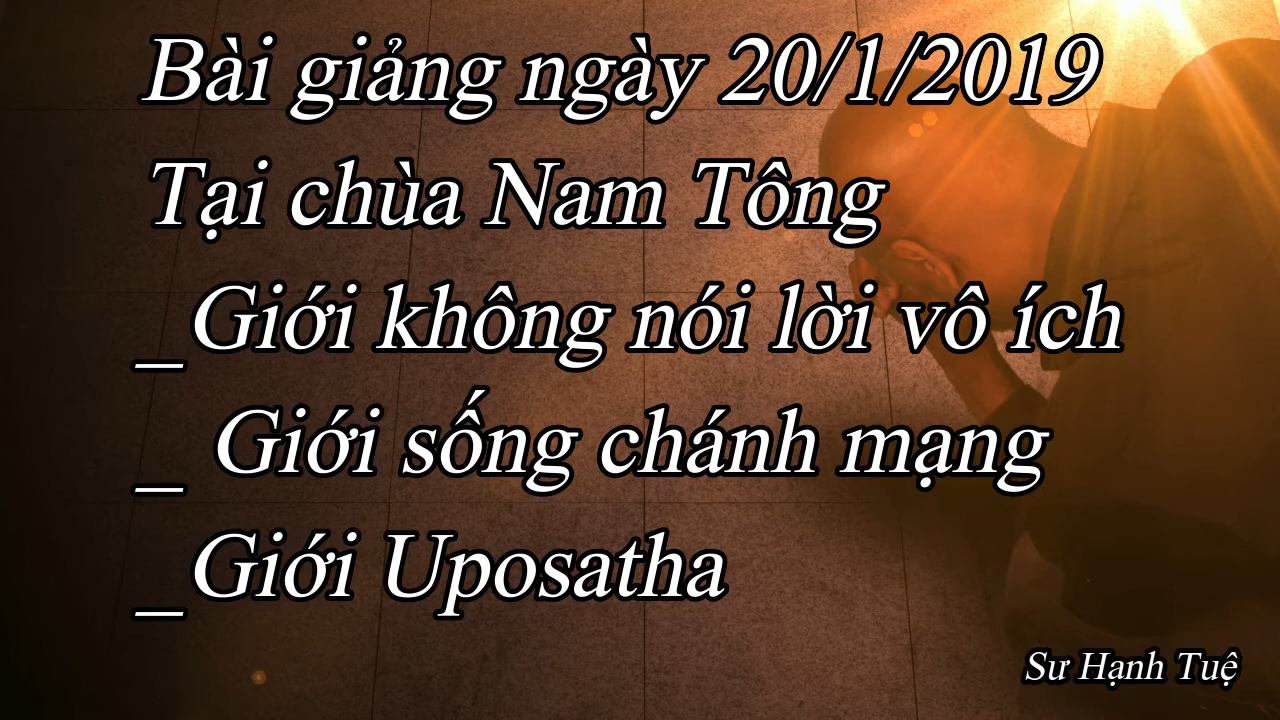 Bài giảng ngày 20/1/2019
Tại chùa Nam Tông
_Giới không nói lời vô ích
_ Giới sống chánh mạng
_Giới Uposatha
Sư Hạnh Tuệ